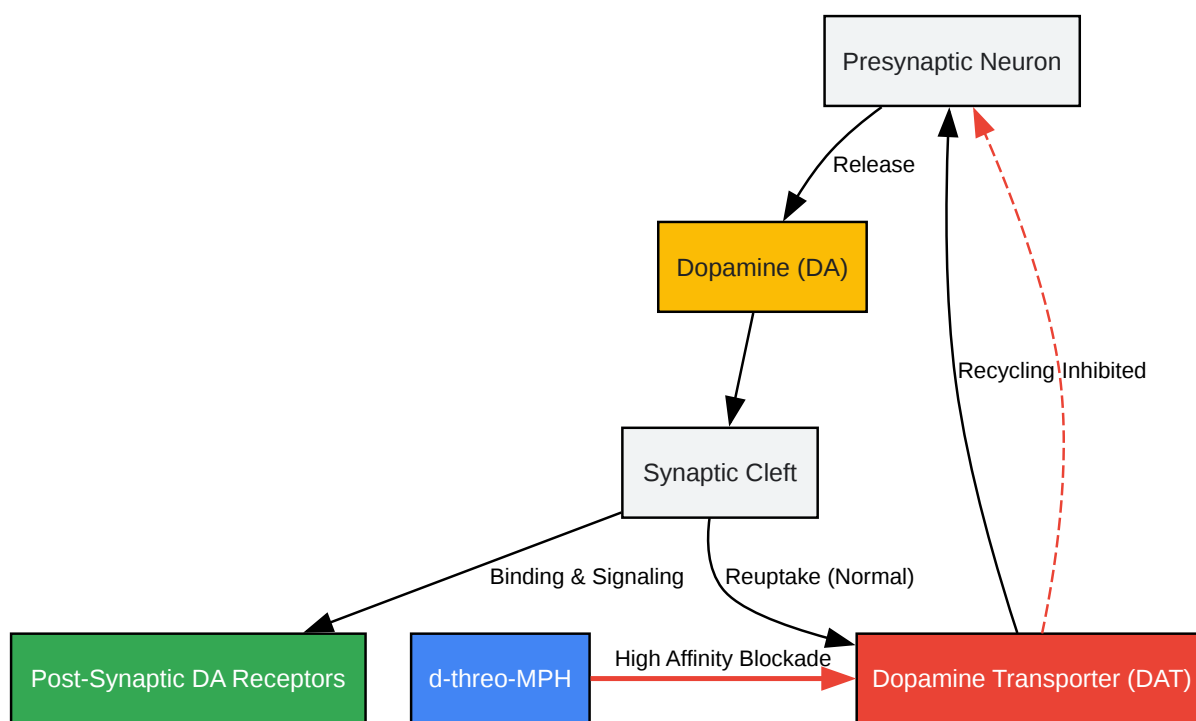 Presynaptic Neuron
Release
Dopamine (DA)
Recycling
Inhibited
Synaptic Cleft
Binding & Signaling
Reuptake (Normal)
Post-Synaptic DA Receptors
d-threo-MPH
High Affinity Blockade
Dopamine Transporter (DAT)